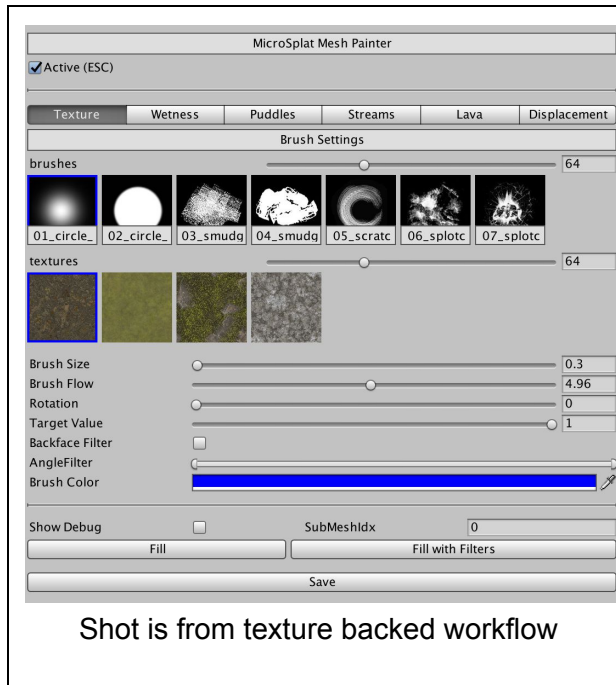 MicroSplat Mesh Painter
Active (ESC)
Texture Wetness Puddles Streams Lava Displacement
Brush Settings
brushes 64
01_circle_ 02_circle_ 03_smudg 04_smudg 05_scratc 06_splotc 07_splotc
textures 64
Brush Size 0.3
Brush Flow 4.96
Rotation 0
Target Value 1
Backface Filter
AngleFilter
Brush Color
Show Debug SubMeshIdx 0
Fill Fill with Filters
Save
Shot is from texture backed workflow